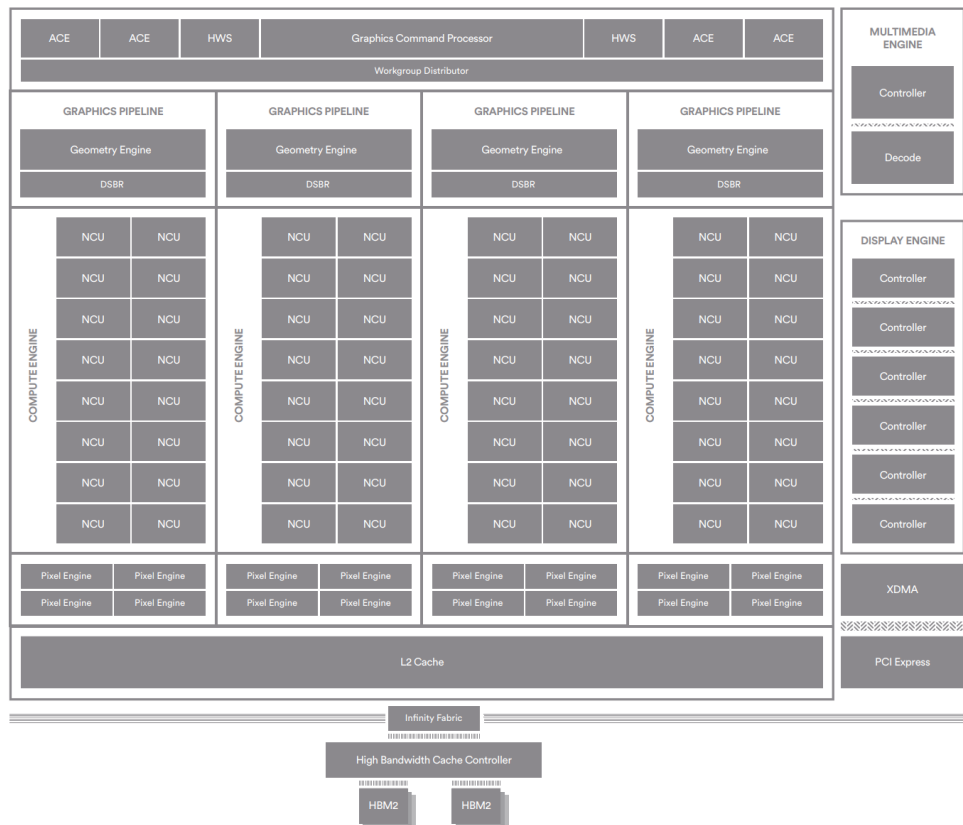 ACE ACE HWS Graphics Command Processor HWS ACE ACE
Workgroup Distributor
GRAPHICS PIPELINE GRAPHICS PIPELINE GRAPHICS PIPELINE GRAPHICS PIPELINE
Geometry Engine Geometry Engine Geometry Engine Geometry Engine
DSBR DSBR DSBR DSBR
COMPUTE ENGINE COMPUTE ENGINE COMPUTE ENGINE COMPUTE ENGINE
NCU NCU NCU NCU NCU NCU NCU NCU
NCU NCU NCU NCU NCU NCU NCU NCU
NCU NCU NCU NCU NCU NCU NCU NCU
NCU NCU NCU NCU NCU NCU NCU NCU
NCU NCU NCU NCU NCU NCU NCU NCU
NCU NCU NCU NCU NCU NCU NCU NCU
NCU NCU NCU NCU NCU NCU NCU NCU
NCU NCU NCU NCU NCU NCU NCU NCU
Pixel Engine Pixel Engine Pixel Engine Pixel Engine Pixel Engine Pixel Engine Pixel Engine Pixel Engine
Pixel Engine Pixel Engine Pixel Engine Pixel Engine Pixel Engine Pixel Engine Pixel Engine Pixel Engine
L2 Cache
MULTIMEDIA
ENGINE
Controller
Decode
DISPLAY ENGINE
Controller
Controller
Controller
Controller
Controller
Controller
XDMA
PCI Express
Infinity Fabric
High Bandwidth Cache Controller
HBM2 HBM2